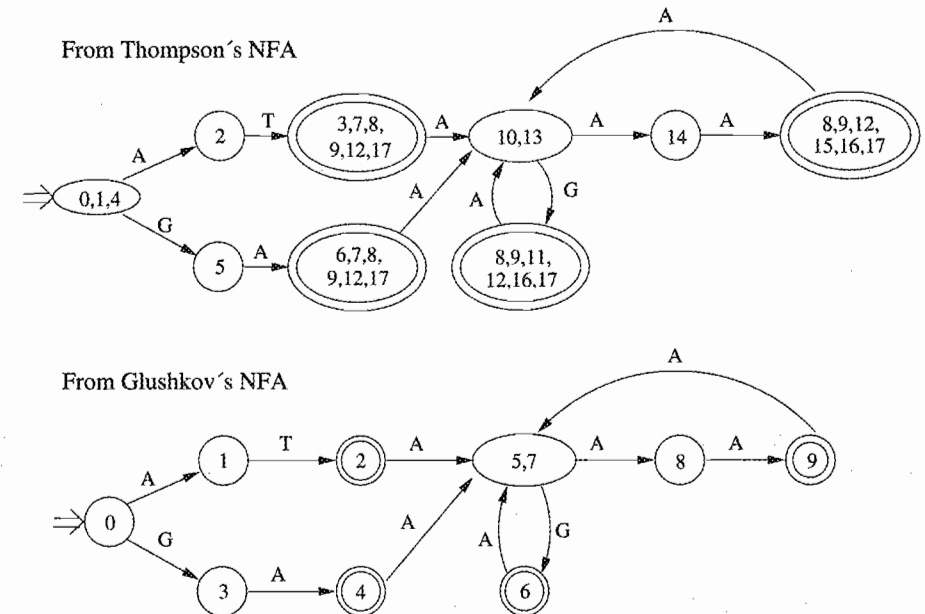 A
From Thompson´s NFA
2
T
3,7,8,
9,12,17
A
10,13
A
14
A
8,9,12,
15,16,17
A
0,1,4
A
A
G
G
5
A
6,7,8,
9,12,17
8,9,11,
12,16,17
A
From Glushkov´s NFA
1
T
2
A
5,7
A
8
A
9
A
0
A
A
G
G
3
A
4
6